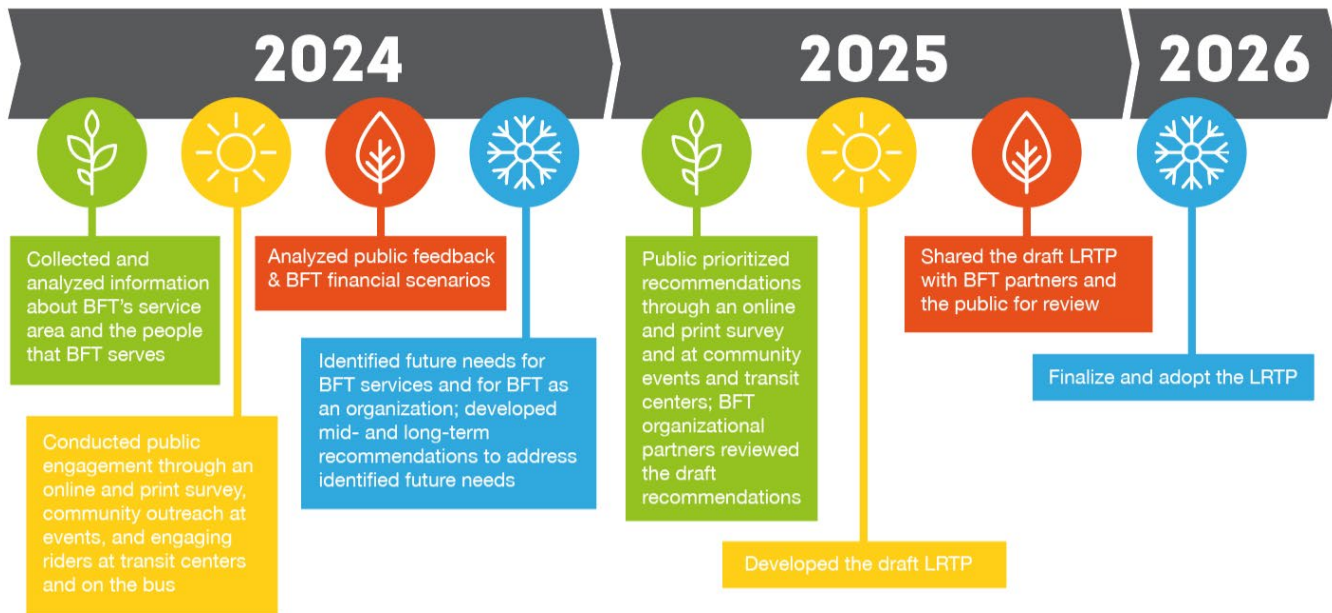 2024
2025
2026
Collected and
analyzed information
about BFT's service
area and the people
that BFT serves
Conducted public
engagement through an
online and print survey,
community outreach at
events, and engaging
riders at transit centers
and on the bus
Analyzed public feedback
& BFT financial scenarios
Identified future needs for
BFT services and for BFT as
an organization; developed
mid- and long-term
recommendations to address
identified future needs
Public prioritized
recommendations
through an online
and print survey
and at community
events and transit
centers; BFT
organizational
partners reviewed
the draft
recommendations
Developed the draft LRTP
Shared the draft LRTP
with BFT partners and
the public for review
Finalize and adopt the LRTP